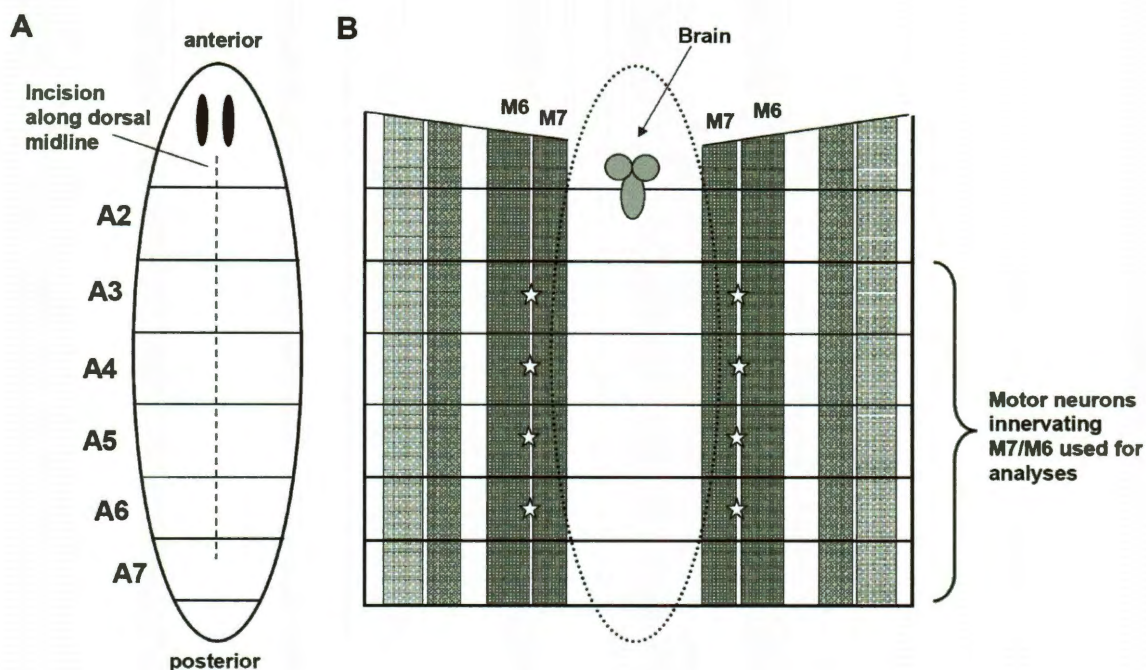 A
anterior
Incision
along dorsal
midline
A2
A3
A4
A5
A6
A7
posterior
B
Brain
M6
M7
M7
M6
Motor neurons
innervating
M7/M6 used for
analyses